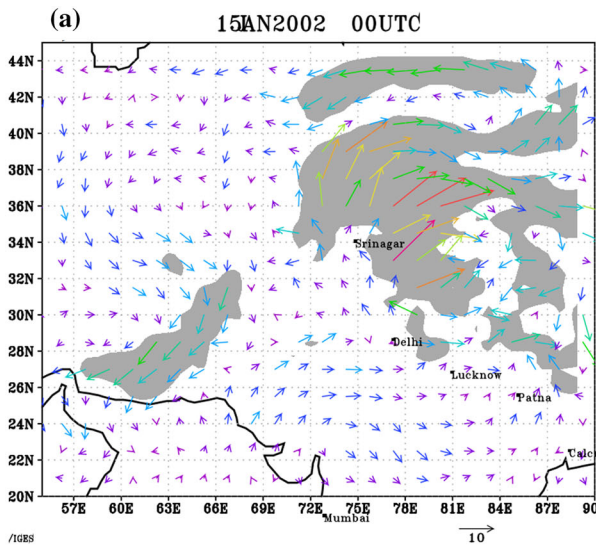 (a)
15JAN2002 00UTC
44N
42N
40N
38N
36N
34N
32N
30N
28N
26N
24N
22N
20N
Srinagar
Delhi
Lucknow
Patna
Calcu
57E 60E 63E 66E 69E 72E 75E 78E 81E 84E 87E 90
Mumbai
/IGES
10